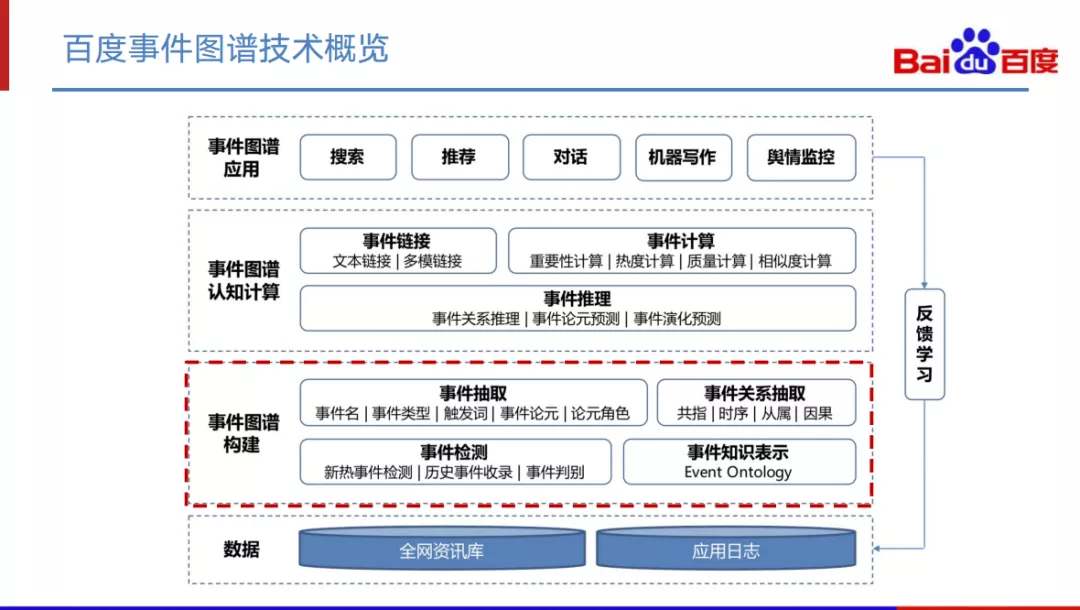 百度事件图谱技术概览
Bai du 百度
事件图谱
应用
搜索
推荐
对话
机器写作
舆情监控
事件图谱
认知计算
事件链接
文本链接 | 多模链接
事件计算
重要性计算 | 热度计算 | 质量计算 | 相似度计算
事件推理
事件关系推理 | 事件论元预测 | 事件演化预测
反馈学习
事件图谱
构建
事件抽取
事件名 | 事件类型 | 触发词 | 事件论元 | 论元角色
事件关系抽取
共指 | 时序 | 从属 | 因果
事件检测
新热事件检测 | 历史事件收录 | 事件判别
事件知识表示
Event Ontology
数据
全网资讯库
应用日志